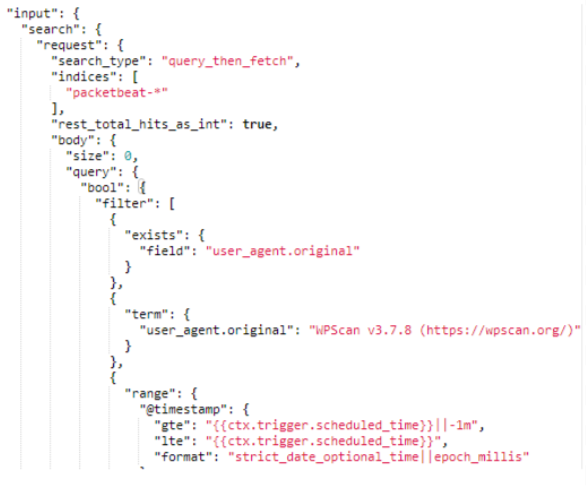 "input": {
"search": {
"request": {
"search_type": "query_then_fetch",
"indices": [
"packetbeat-*"
],
"rest_total_hits_as_int": true,
"body": {
"size": 0,
"query": {
"bool": {
"filter": [
{
"exists": {
"field": "user_agent.original"
}
},
{
"term": {
"user_agent.original": "WPScan v3.7.8 (https://wpscan.org/)"
}
},
{
"range": {
"@timestamp": {
"gte": "{{ctx.trigger.scheduled_time}}||-1m",
"lte": "{{ctx.trigger.scheduled_time}}",
"format": "strict_date_optional_time||epoch_millis"